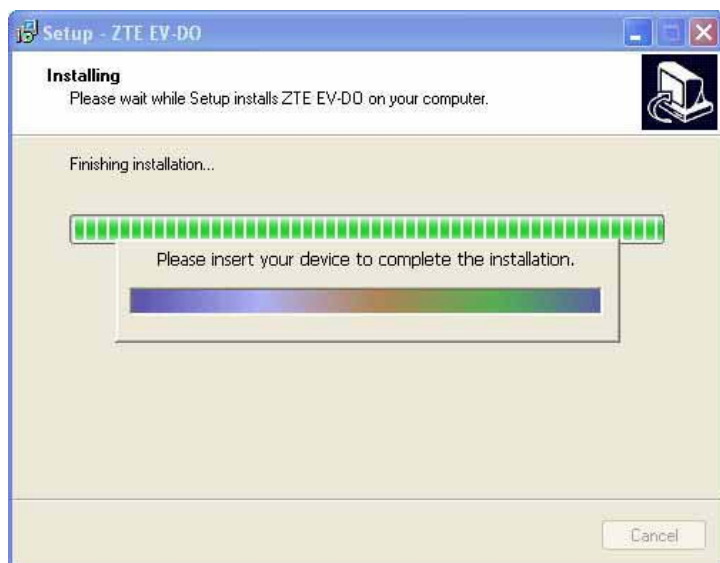 Setup - ZTE EV-DO
Installing
Please wait while Setup installs ZTE EV-DO on your computer.
Finishing installation...
Please insert your device to complete the installation.
Cancel